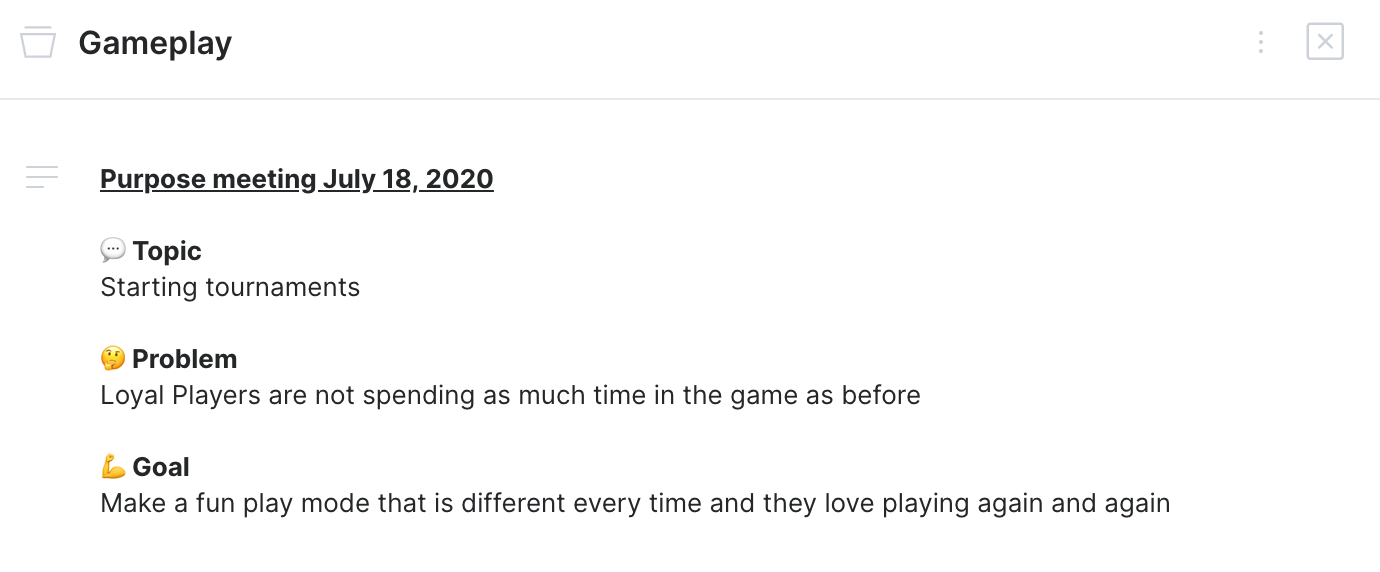 Gameplay
Purpose meeting July 18, 2020
💬 Topic
Starting tournaments
🤔 Problem
Loyal Players are not spending as much time in the game as before
💪 Goal
Make a fun play mode that is different every time and they love playing again and again